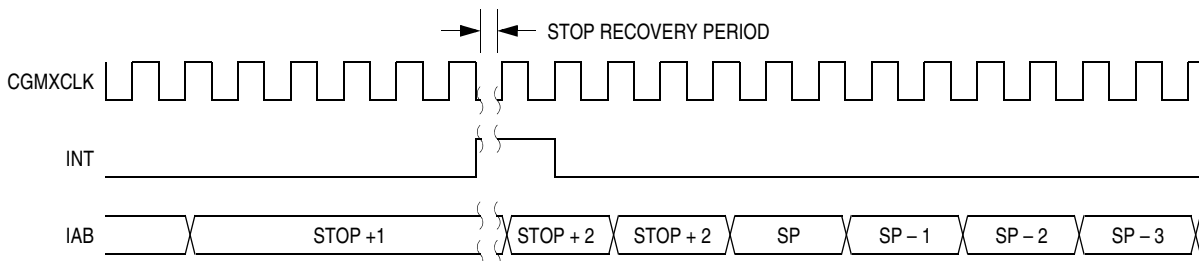 STOP RECOVERY PERIOD
CGMXCLK
INT
IAB STOP +1 STOP + 2 STOP + 2 SP SP – 1 SP – 2 SP – 3